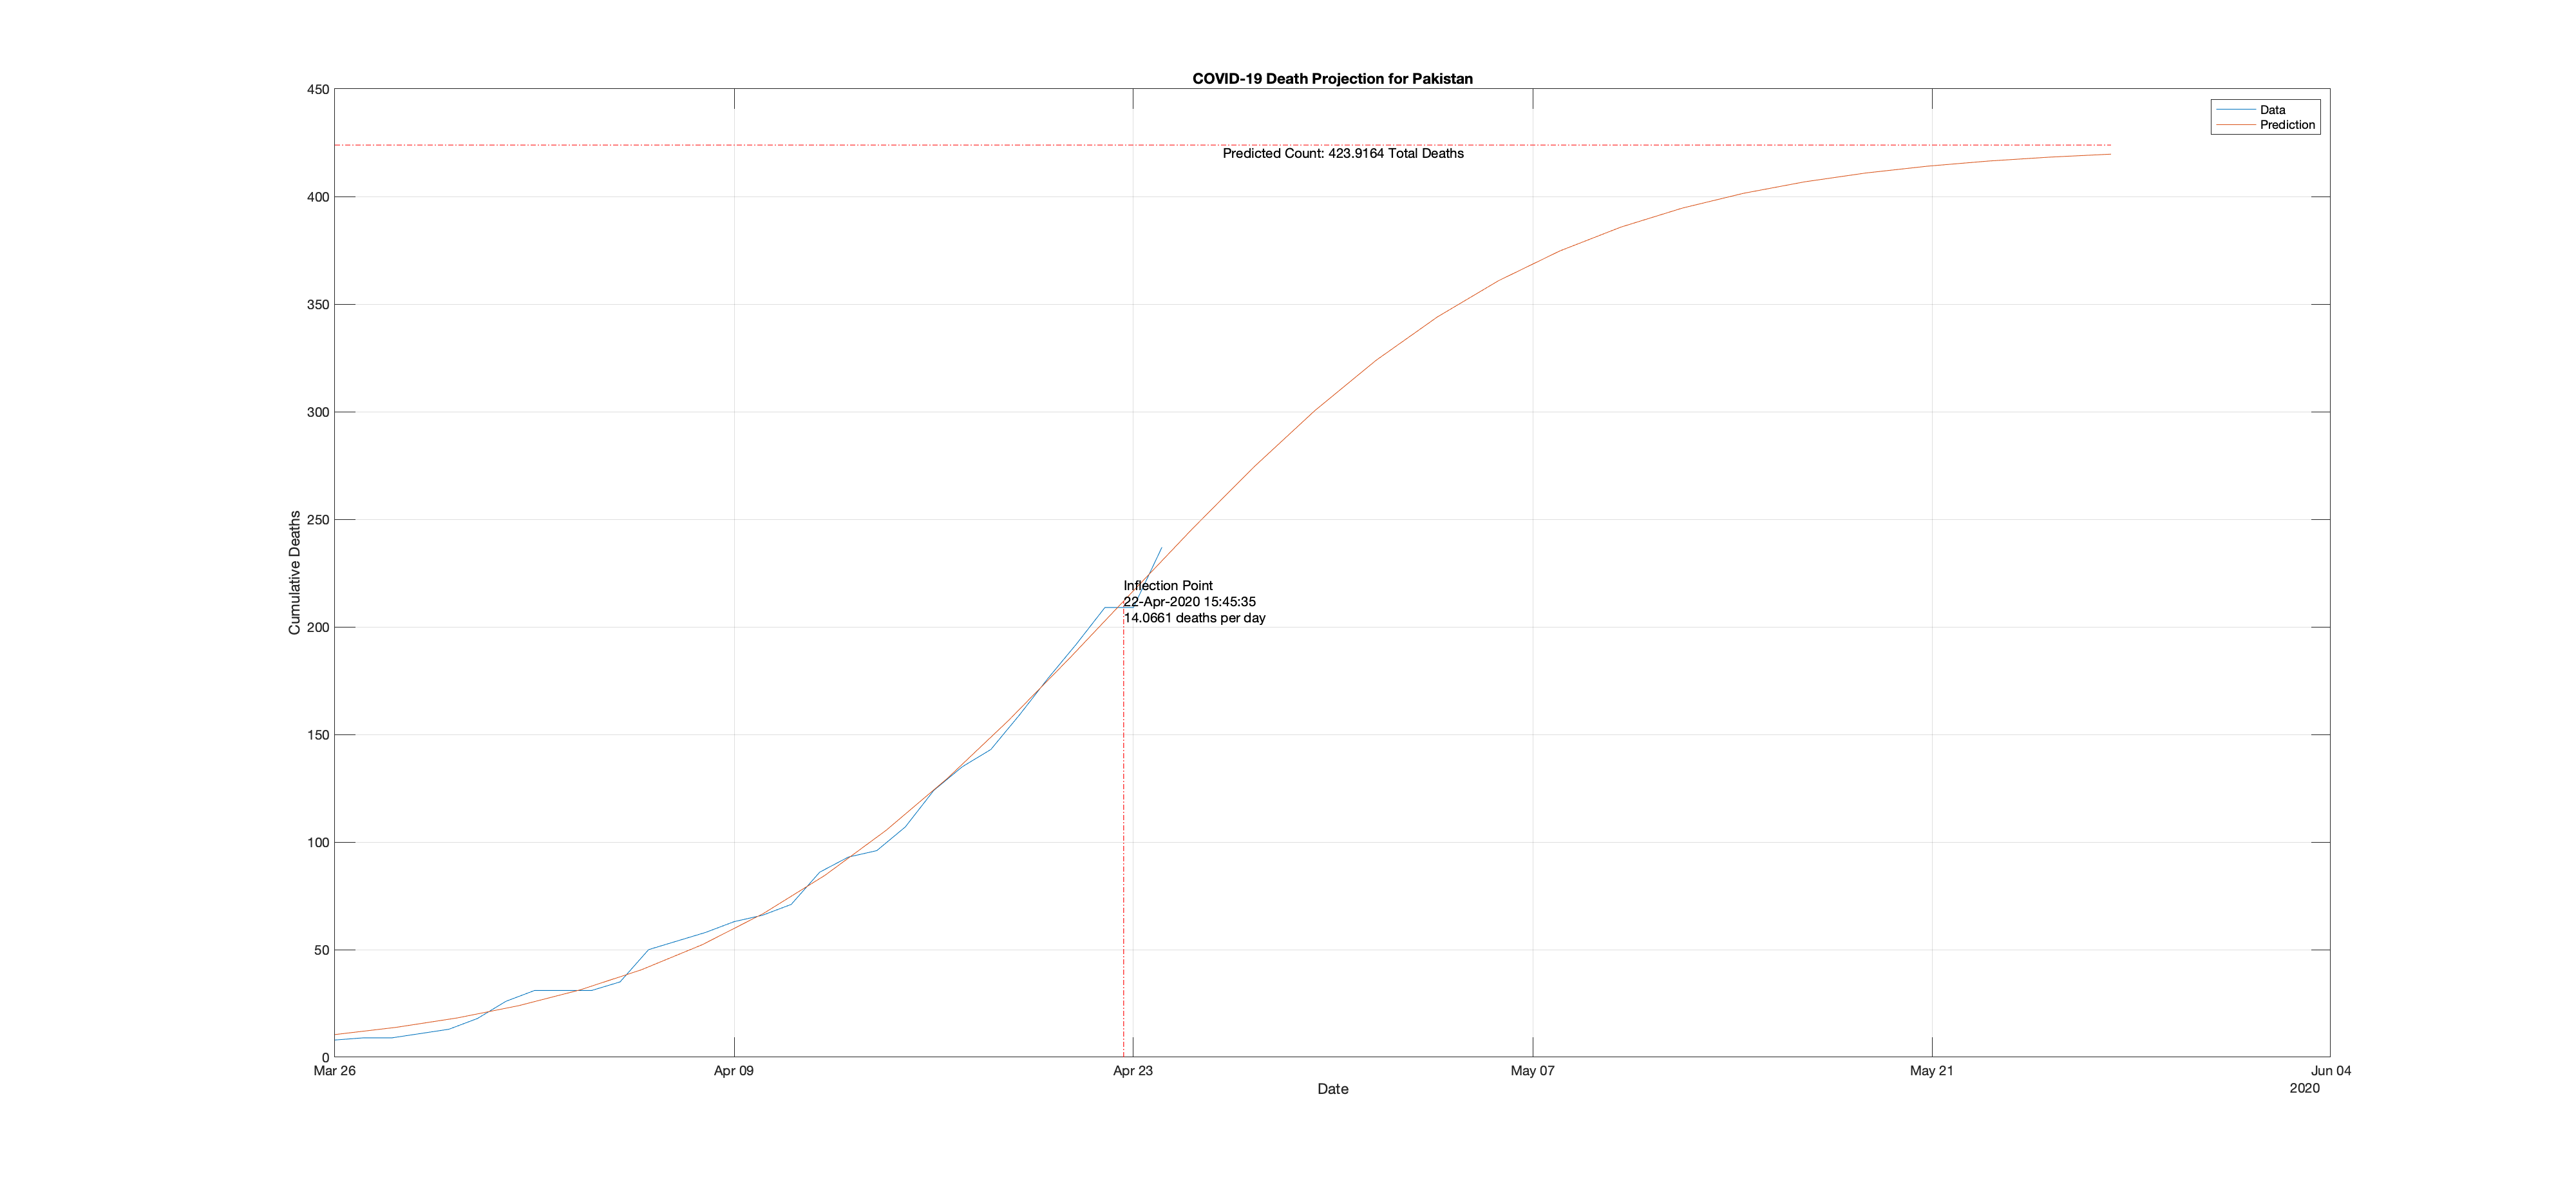 COVID-19 Death Projection for Pakistan
450
400
350
300
250
200
150
100
50
0
Cumulative Deaths
Data
Prediction
Predicted Count: 423.9164 Total Deaths
Inflection Point
22-Apr-2020 15:45:35
14.0661 deaths per day
Mar 26
Apr 09
Apr 23
May 07
May 21
Jun 04
2020
Date